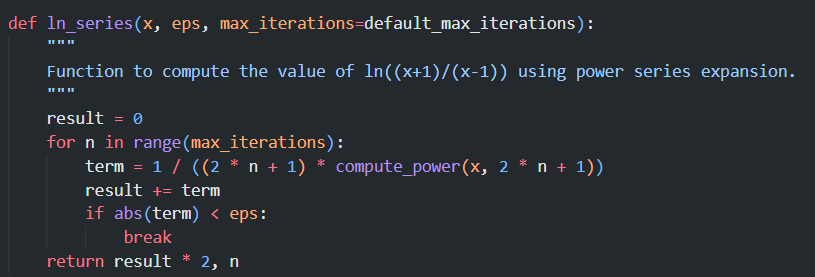 def ln_series(x, eps, max_iterations=default_max_iterations):
    """
    Function to compute the value of ln((x+1)/(x-1)) using power series expansion.
    """
    result = 0
    for n in range(max_iterations):
        term = 1 / ((2 * n + 1) * compute_power(x, 2 * n + 1))
        result += term
        if abs(term) < eps:
            break
    return result * 2, n